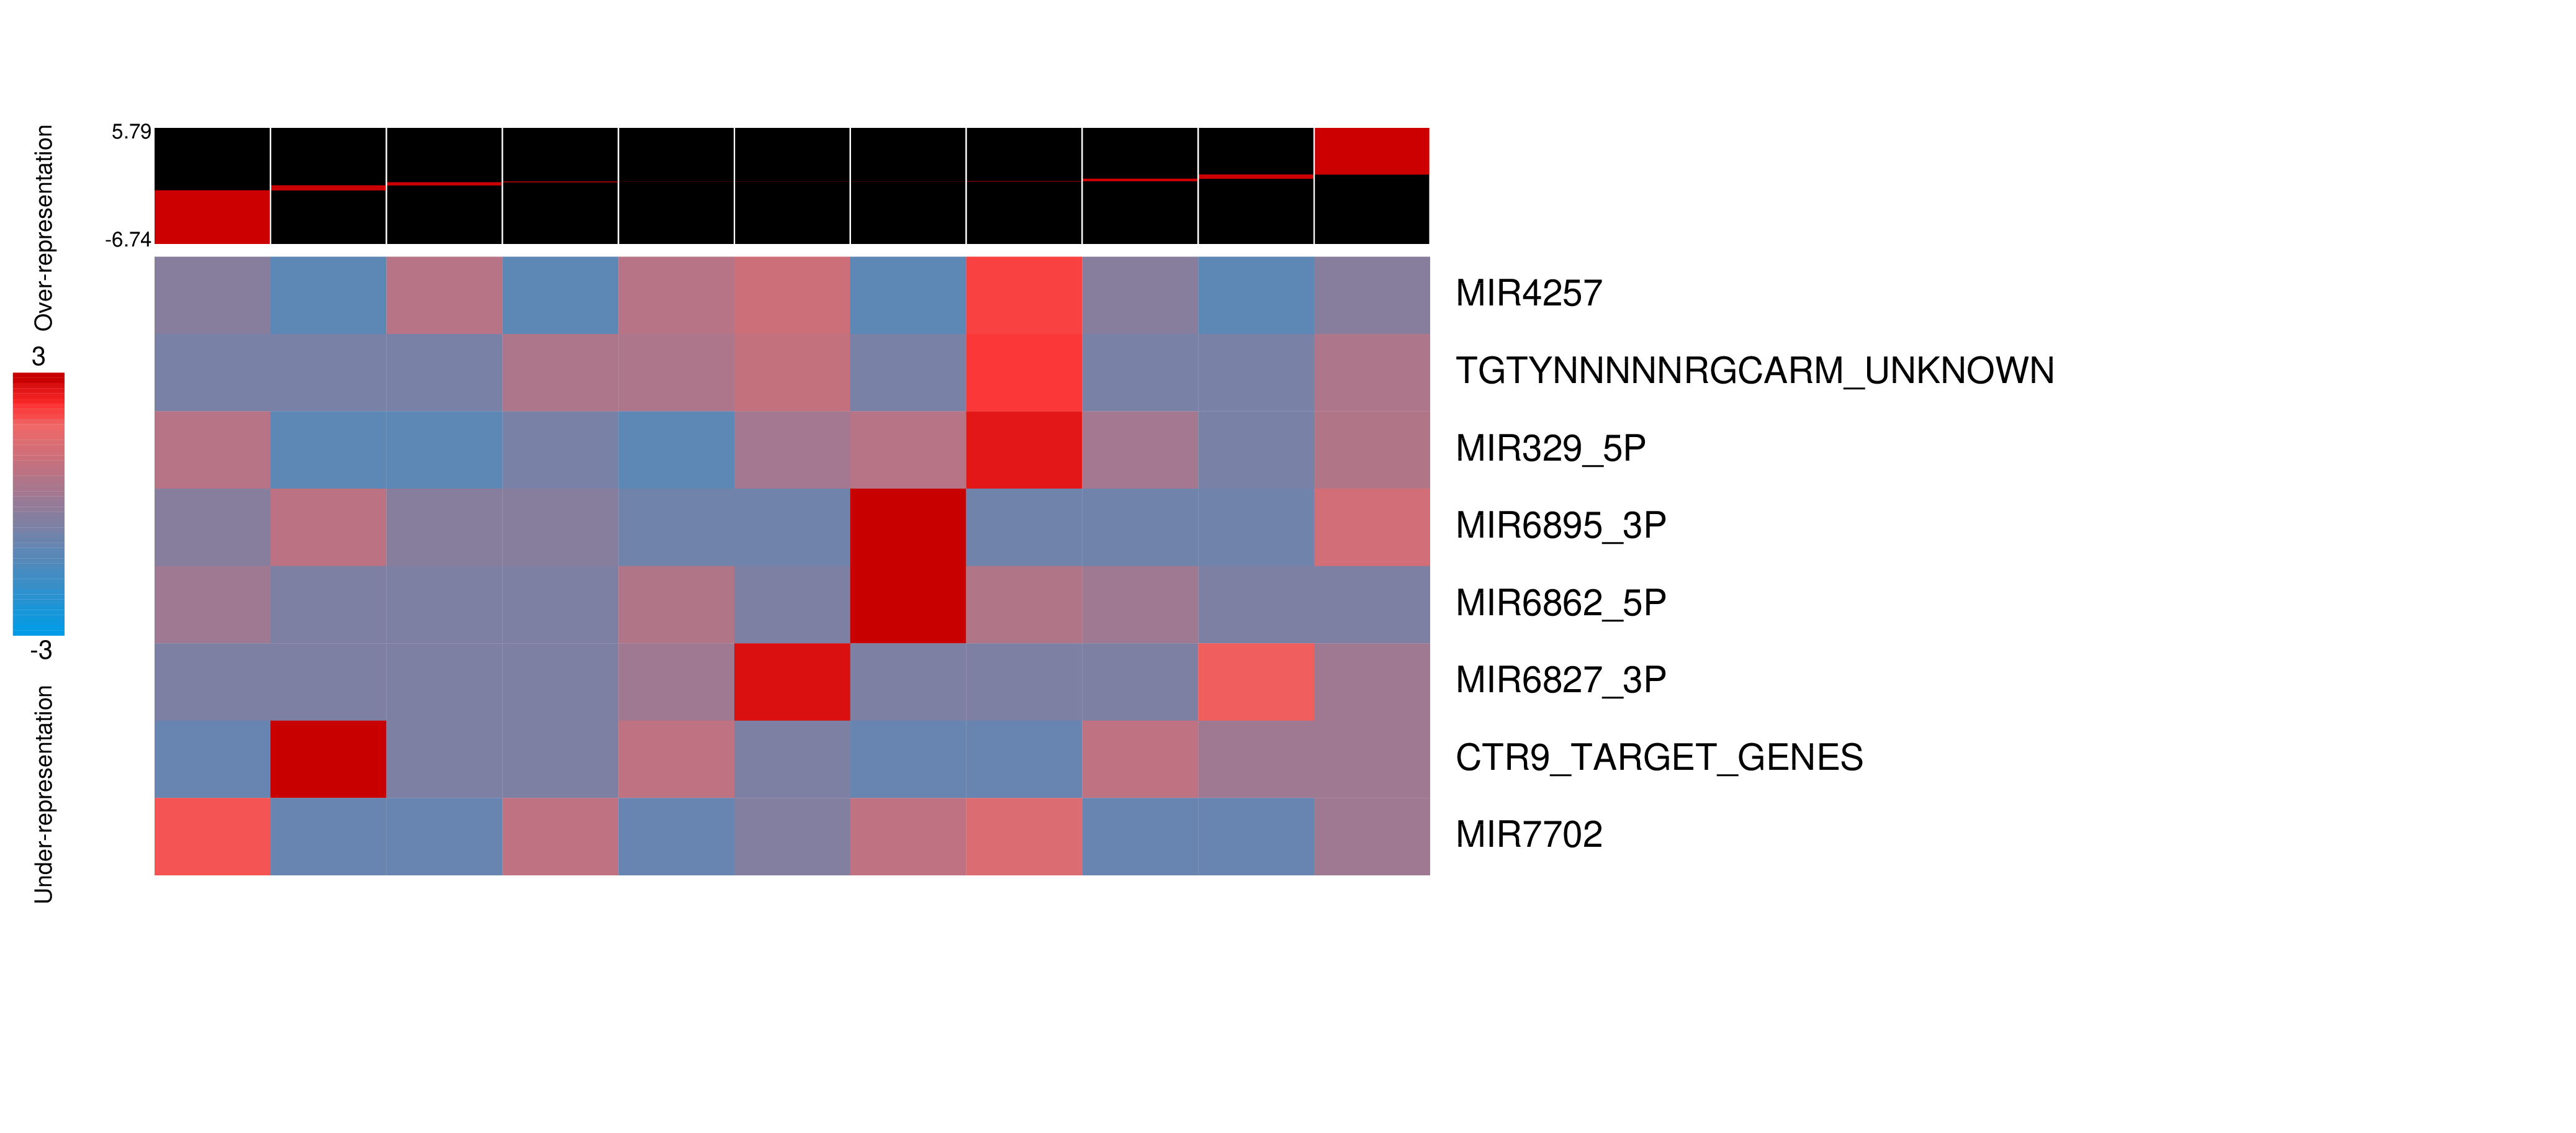 Over-representation
5.79
-6.74
3
-3
Under-representation
MIR4257
TGTYNNNNNRGCARM_UNKNOWN
MIR329_5P
MIR6895_3P
MIR6862_5P
MIR6827_3P
CTR9_TARGET_GENES
MIR7702